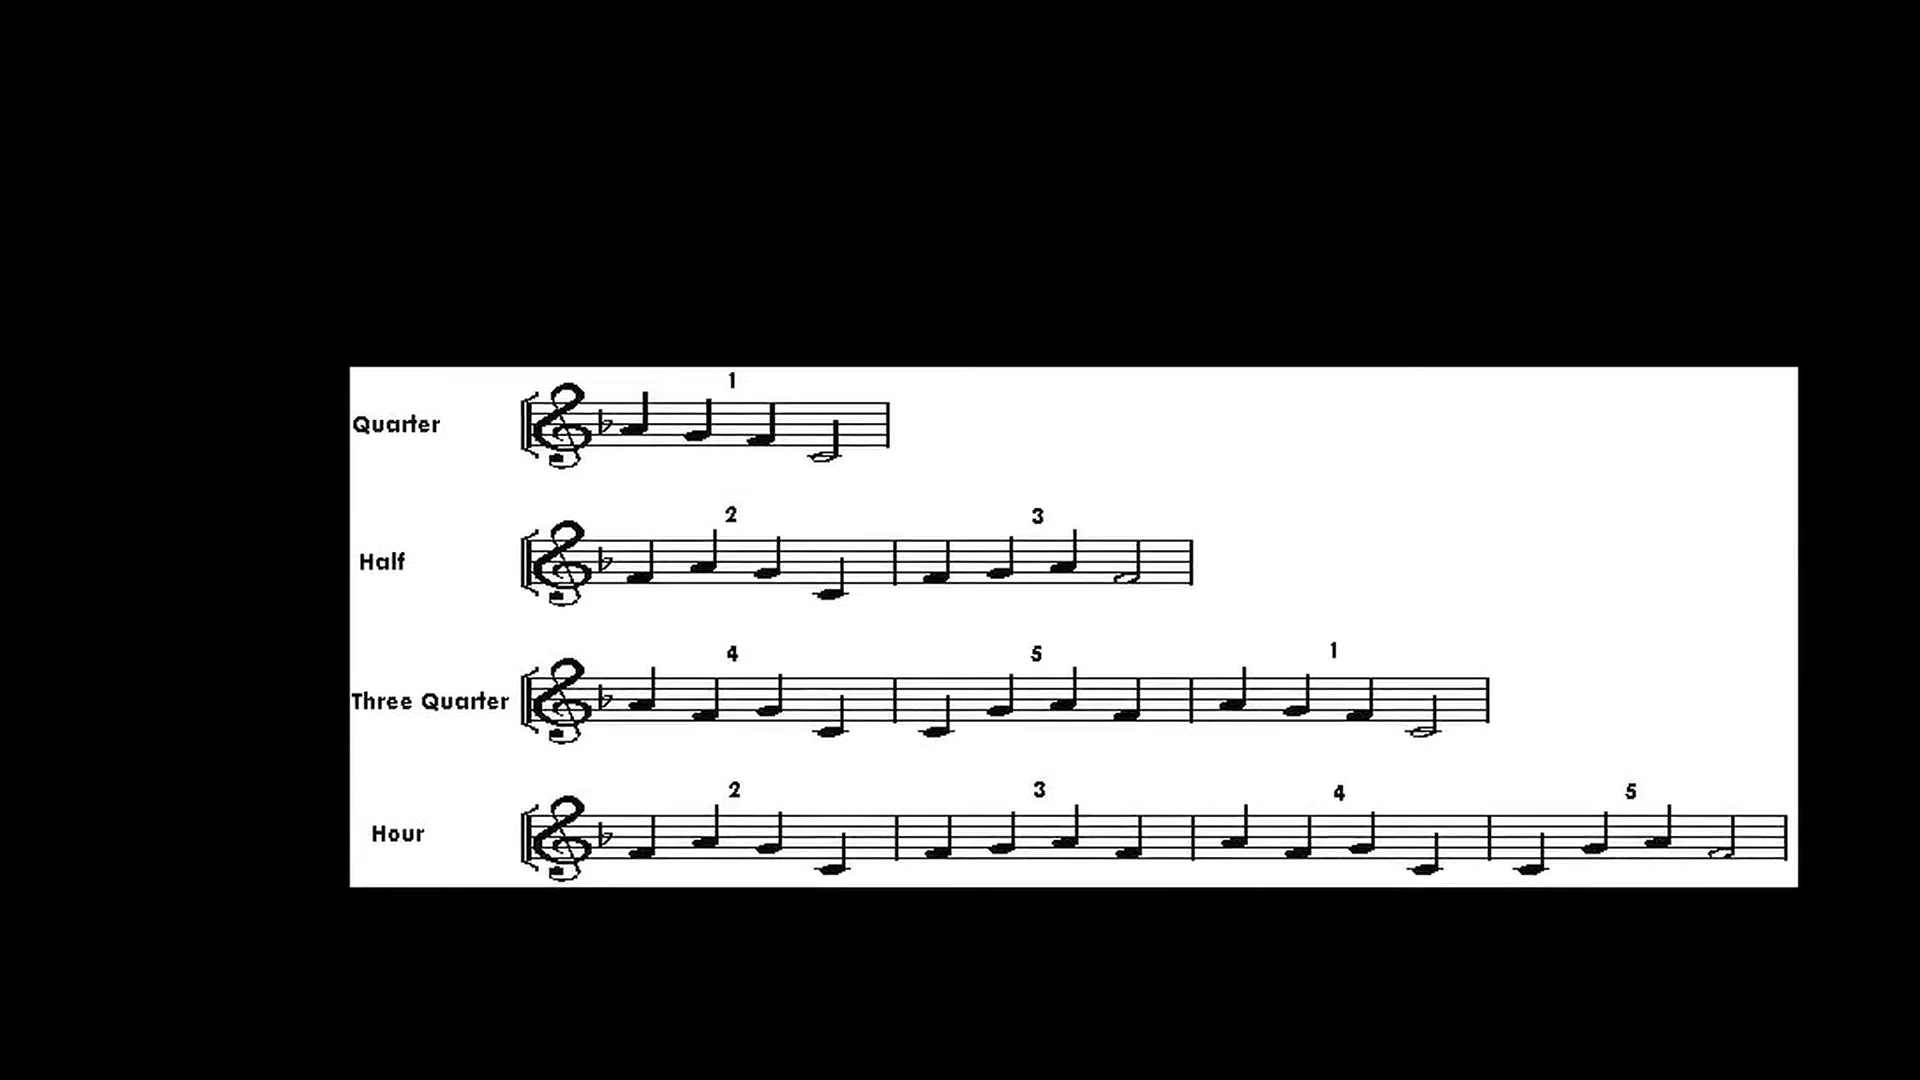 1
Quarter
2 3
Half
4 5 1
Three Quarter
2 3 4 5
Hour